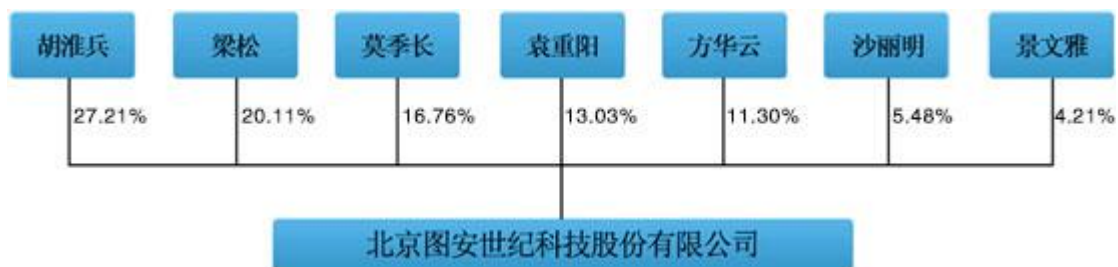 胡淮兵 梁松 莫季长 袁重阳 方华云 沙丽明 景文雅
27.21% 20.11% 16.76% 13.03% 11.30% 5.48% 4.21%
北京图安世纪科技股份有限公司